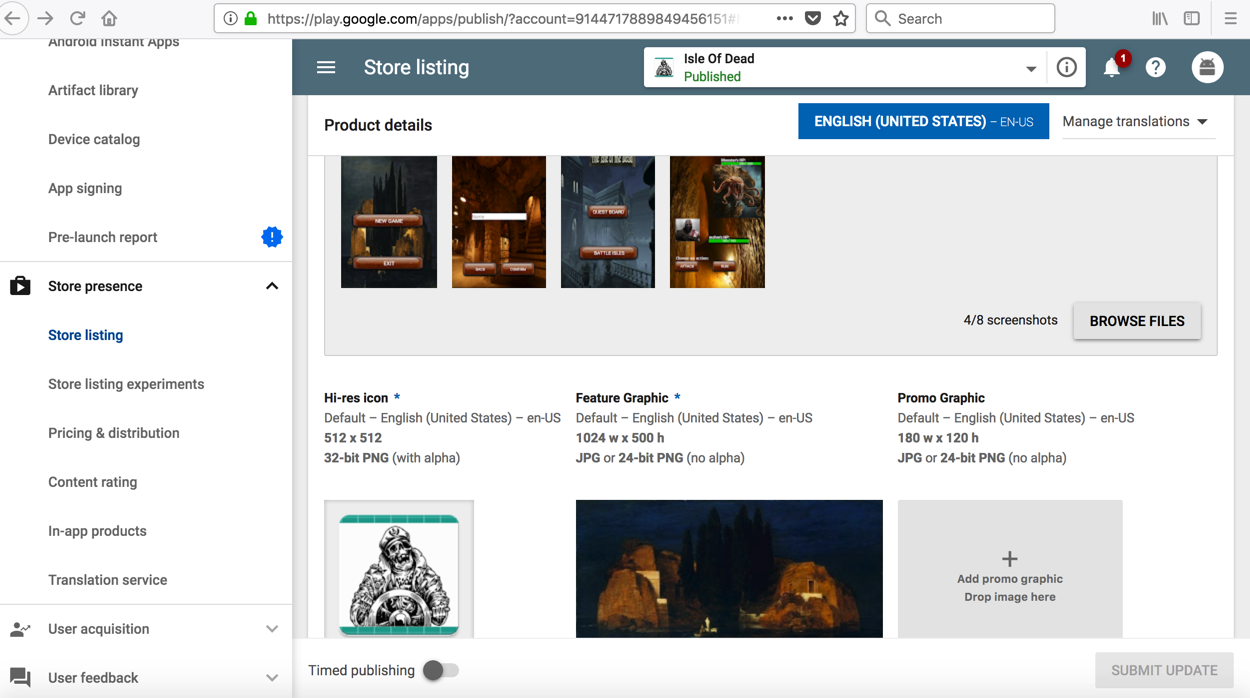 https://play.google.com/apps/publish/?account=9144717889849456151#
Search
Android Instant Apps
Artifact library
Device catalog
App signing
Pre-launch report
Store presence
Store listing
Store listing experiments
Pricing & distribution
Content rating
In-app products
Translation service
User acquisition
User feedback
Store listing
Isle Of Dead
Published
1
Product details
ENGLISH (UNITED STATES) – EN-US
Manage translations
NEW GAME
EXIT
BACK
CONFIRM
QUEST BOARD
BATTLE ISLES
ATTACK
RUN
4/8 screenshots
BROWSE FILES
Hi-res icon *
Default – English (United States) – en-US
512 x 512
32-bit PNG (with alpha)
Feature Graphic *
Default – English (United States) – en-US
1024 w x 500 h
JPG or 24-bit PNG (no alpha)
Promo Graphic
Default – English (United States) – en-US
180 w x 120 h
JPG or 24-bit PNG (no alpha)
Add promo graphic
Drop image here
Timed publishing
SUBMIT UPDATE